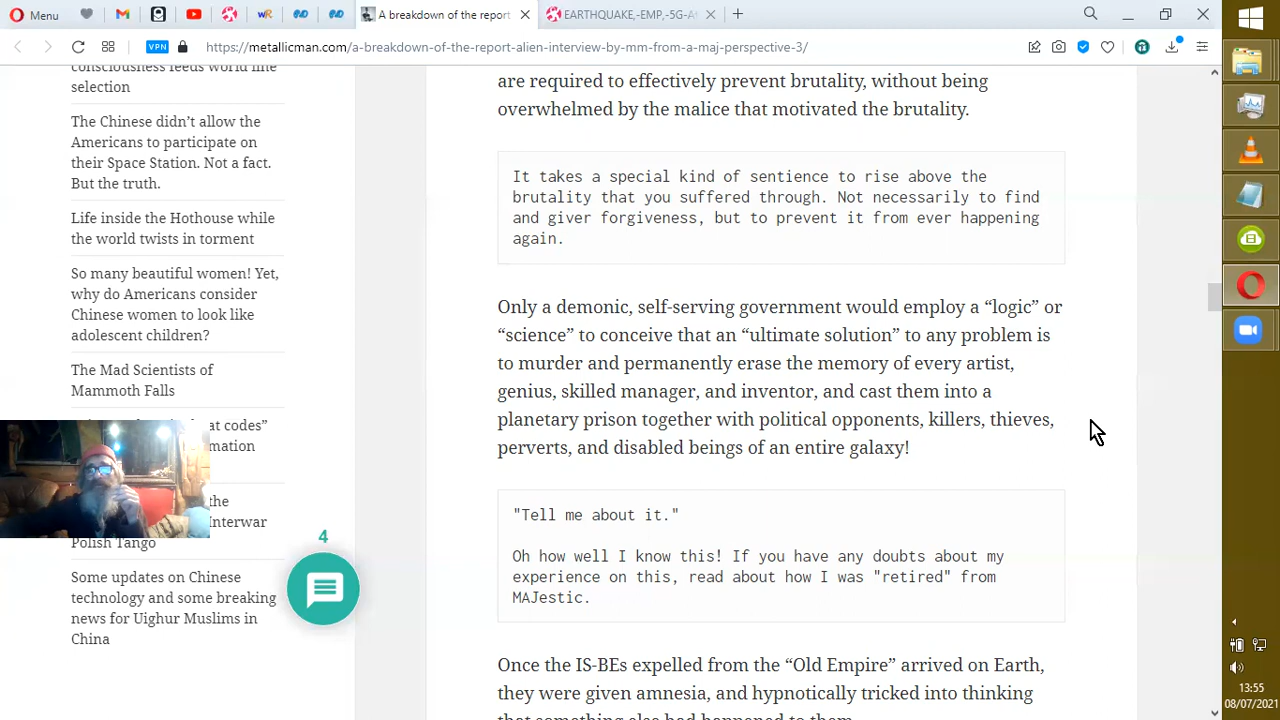 Menu
A breakdown of the report
EARTHQUAKE,-EMP,-5G-A
VPN
https://metallicman.com/a-breakdown-of-the-report-alien-interview-by-mm-from-a-maj-perspective-3/
consciousness feeds world line
selection
The Chinese didn’t allow the
Americans to participate on
their Space Station. Not a fact.
But the truth.
Life inside the Hothouse while
the world twists in torment
So many beautiful women! Yet,
why do Americans consider
Chinese women to look like
adolescent children?
The Mad Scientists of
Mammoth Falls
at codes”
mation
the
Interwar
Polish Tango
Some updates on Chinese
technology and some breaking
news for Uighur Muslims in
China
4
are required to effectively prevent brutality, without being
overwhelmed by the malice that motivated the brutality.
It takes a special kind of sentience to rise above the
brutality that you suffered through. Not necessarily to find
and giver forgiveness, but to prevent it from ever happening
again.
Only a demonic, self-serving government would employ a “logic” or
“science” to conceive that an “ultimate solution” to any problem is
to murder and permanently erase the memory of every artist,
genius, skilled manager, and inventor, and cast them into a
planetary prison together with political opponents, killers, thieves,
perverts, and disabled beings of an entire galaxy!
"Tell me about it."
Oh how well I know this! If you have any doubts about my
experience on this, read about how I was "retired" from
MAJestic.
Once the IS-BEs expelled from the “Old Empire” arrived on Earth,
they were given amnesia, and hypnotically tricked into thinking
that something else had happened to them.
13:55
08/07/2021